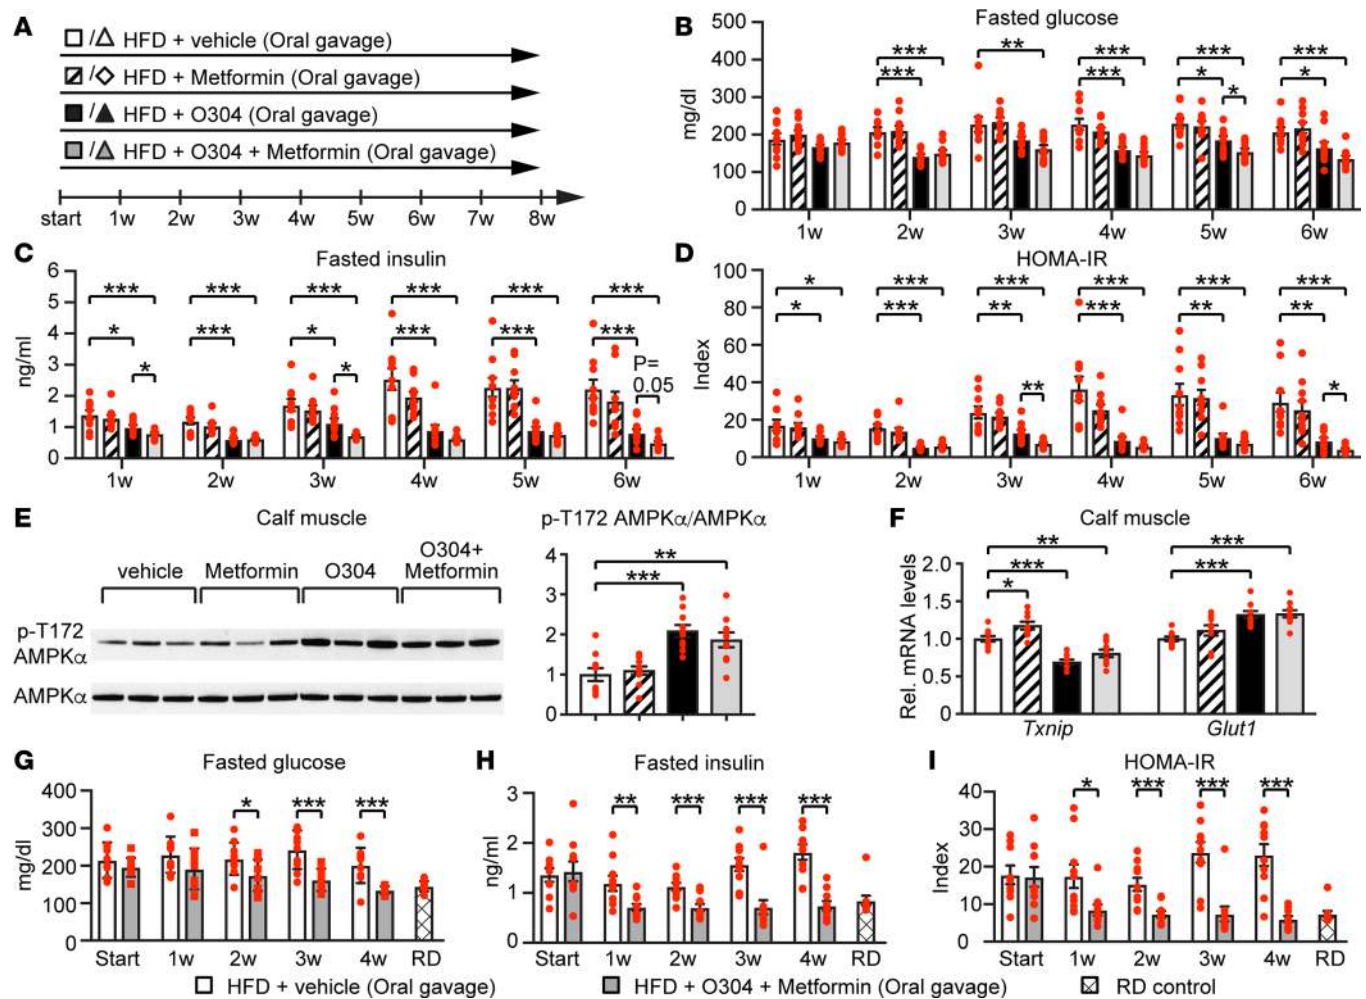 A
/ HFD + vehicle (Oral gavage)
/ HFD + Metformin (Oral gavage)
/ HFD + O304 (Oral gavage)
/ HFD + O304 + Metformin (Oral gavage)
start 1w 2w 3w 4w 5w 6w 7w 8w
B
Fasted glucose
mg/dl
500
400
300
200
100
0
*** *** ** *** *** *** * * *** *
1w 2w 3w 4w 5w 6w
C
Fasted insulin
ng/ml
6
5
4
3
2
1
0
*** *** *** *** *** ***
* *** * *** *** ***
* * P=
0.05
1w 2w 3w 4w 5w 6w
D
HOMA-IR
Index
100
80
60
40
20
0
* *** *** *** *** ***
* *** ** *** ** **
** *
1w 2w 3w 4w 5w 6w
E
Calf muscle
vehicle Metformin O304 O304+
Metformin
p-T172
AMPKα
AMPKα
p-T172 AMPKα/AMPKα
4
3
2
1
0
**
***
F
Calf muscle
Rel. mRNA levels
2.0
1.5
1.0
0.5
0
** ***
*** ***
*
Txnip Glut1
G
Fasted glucose
mg/dl
400
300
200
100
0
* *** ***
Start 1w 2w 3w 4w RD
H
Fasted insulin
ng/ml
3
2
1
0
** *** *** ***
Start 1w 2w 3w 4w RD
I
HOMA-IR
Index
40
30
20
10
0
* *** *** ***
Start 1w 2w 3w 4w RD
HFD + vehicle (Oral gavage) HFD + O304 + Metformin (Oral gavage) RD control